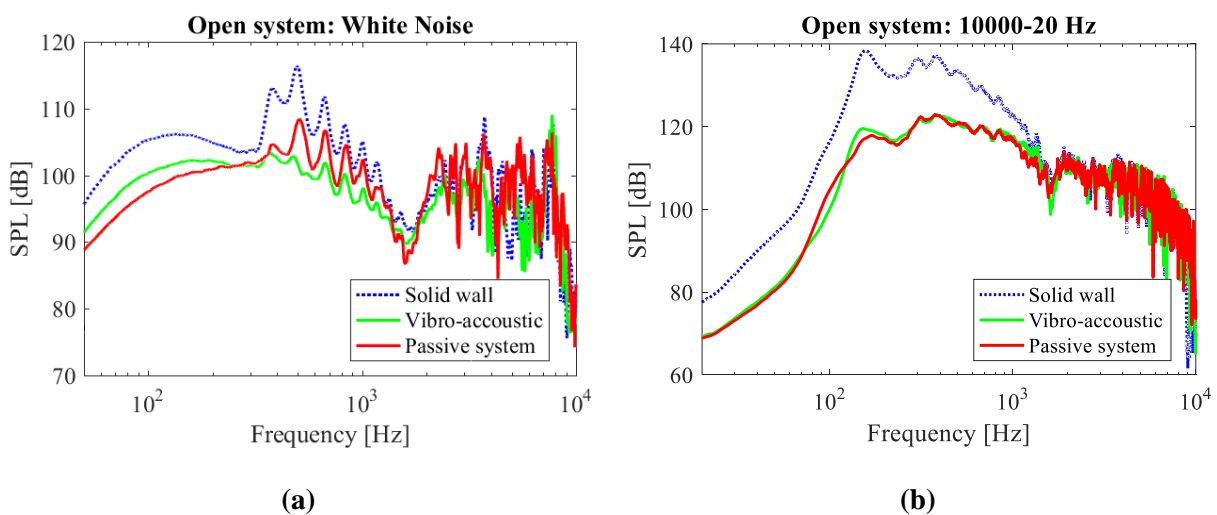 Open system: White Noise
120
110
100
90
80
70
SPL [dB]
10^2
10^3
10^4
Frequency [Hz]
Solid wall
Vibro-accoustic
Passive system
(a)
Open system: 10000-20 Hz
140
120
100
80
60
SPL [dB]
10^2
10^3
10^4
Frequency [Hz]
Solid wall
Vibro-accoustic
Passive system
(b)